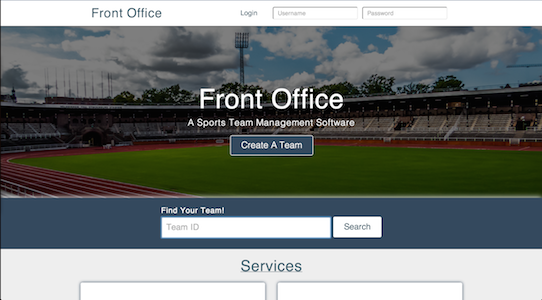 Front Office
Login Username Password
Front Office
A Sports Team Management Software
Create A Team
Find Your Team!
Team ID Search
Services